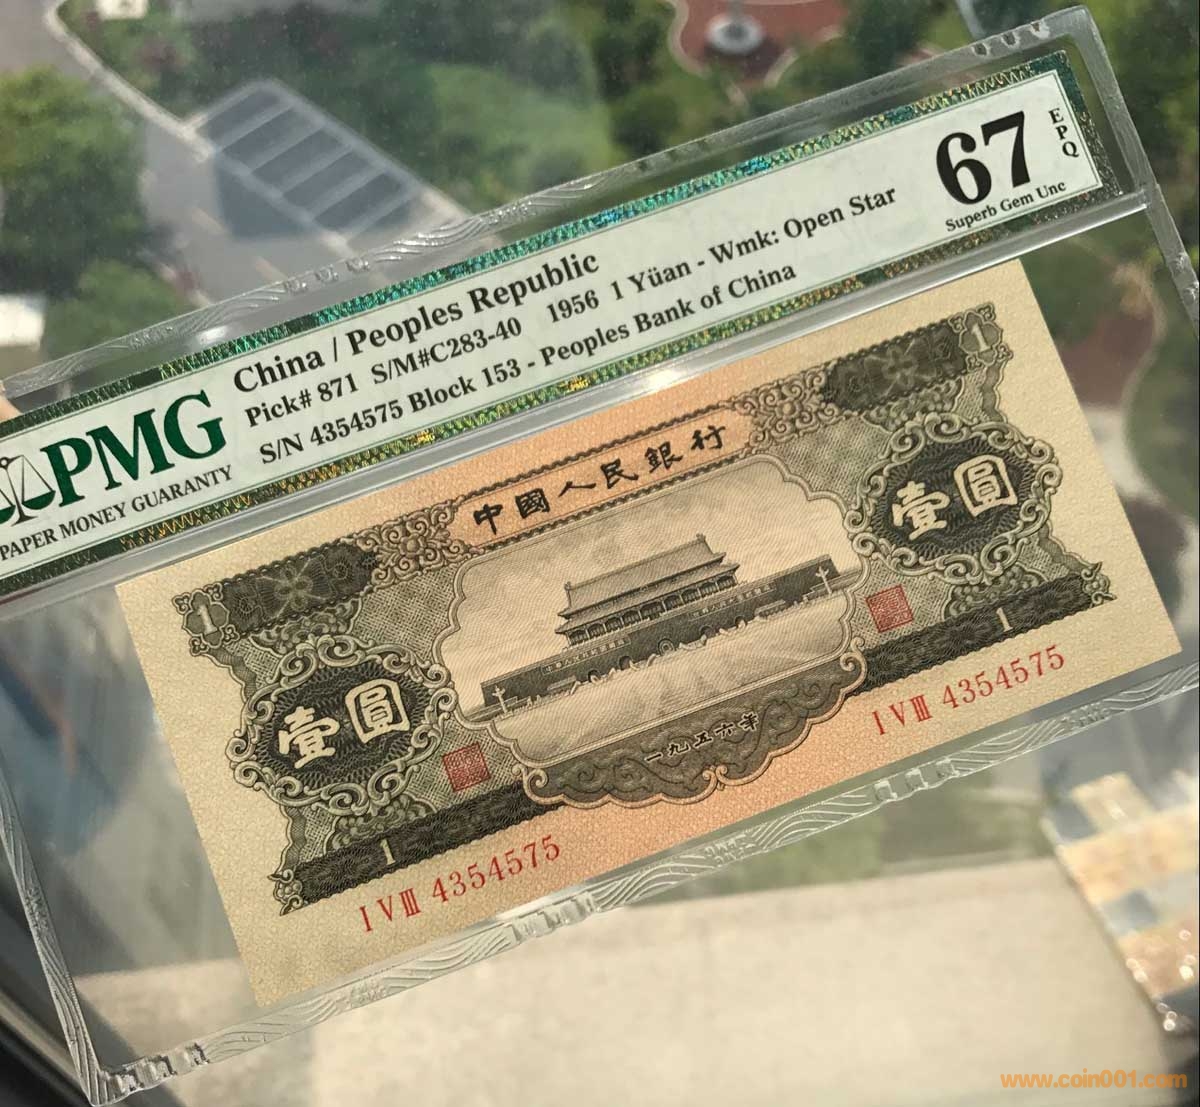 PMG
PAPER MONEY GUARANTY
China / Peoples Republic
Pick# 871 S/M#C283-40 1956 1 Yüan - Wmk: Open Star
S/N 4354575 Block 153 - Peoples Bank of China
67
EPQ
Superb Gem Unc
中國人民銀行
1
1
壹圓
壹圓
一九五六年
1
1
I V III 4354575
I V III 4354575
www.coin001.com